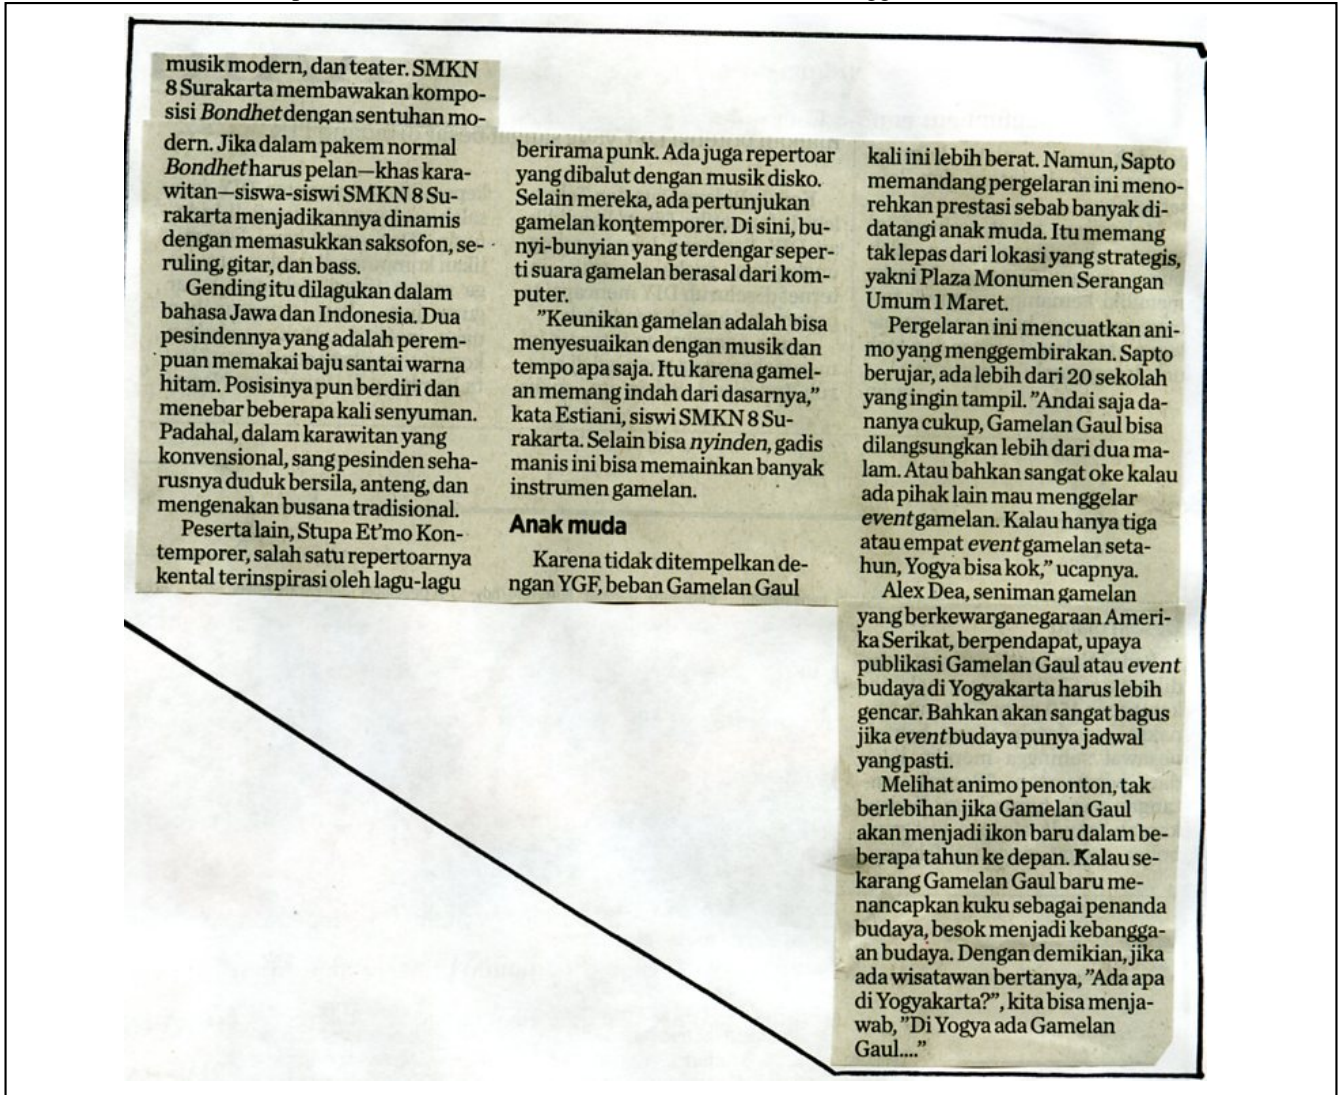 musik modern, dan teater. SMKN
8 Surakarta membawakan kompo-
sisi Bondhet dengan sentuhan mo-
dern. Jika dalam pakem normal
Bondhet harus pelan—khas kara-
witan—siswa-siswi SMKN 8 Su-
rakarta menjadikannya dinamis
dengan memasukkan saksofon, se-
ruling, gitar, dan bass.
Gending itu dilagukan dalam
bahasa Jawa dan Indonesia. Dua
pesindennya yang adalah perem-
puan memakai baju santai warna
hitam. Posisinya pun berdiri dan
menebar beberapa kali senyuman.
Padahal, dalam karawitan yang
konvensional, sang pesinden seha-
rusnya duduk bersila, anteng, dan
mengenakan busana tradisional.
Peserta lain, Stupa Et'mo Kon-
temporer, salah satu repertoarnya
kental terinspirasi oleh lagu-lagu
berirama punk. Ada juga repertoar
yang dibalut dengan musik disko.
Selain mereka, ada pertunjukan
gamelan kontemporer. Di sini, bu-
nyi-bunyian yang terdengar seper-
ti suara gamelan berasal dari kom-
puter.
"Keunikan gamelan adalah bisa
menyesuaikan dengan musik dan
tempo apa saja. Itu karena gamel-
an memang indah dari dasarnya,"
kata Estiani, siswi SMKN 8 Su-
rakarta. Selain bisa nyinden, gadis
manis ini bisa memainkan banyak
instrumen gamelan.
Anak muda
Karena tidak ditempelkan de-
ngan YGF, beban Gamelan Gaul
kali ini lebih berat. Namun, Sapto
memandang pergelaran ini meno-
rehkan prestasi sebab banyak di-
datangi anak muda. Itu memang
tak lepas dari lokasi yang strategis,
yakni Plaza Monumen Serangan
Umum 1 Maret.
Pergelaran ini mencuatkan ani-
mo yang menggembirakan. Sapto
berujar, ada lebih dari 20 sekolah
yang ingin tampil. "Andai saja da-
nanya cukup, Gamelan Gaul bisa
dilangsungkan lebih dari dua ma-
lam. Atau bahkan sangat oke kalau
ada pihak lain mau menggelar
event gamelan. Kalau hanya tiga
atau empat event gamelan seta-
hun, Yogya bisa kok," ucapnya.
Alex Dea, seniman gamelan
yang berkewarganegaraan Ameri-
ka Serikat, berpendapat, upaya
publikasi Gamelan Gaul atau event
budaya di Yogyakarta harus lebih
gencar. Bahkan akan sangat bagus
jika event budaya punya jadwal
yang pasti.
Melihat animo penonton, tak
berlebihan jika Gamelan Gaul
akan menjadi ikon baru dalam be-
berapa tahun ke depan. Kalau se-
karang Gamelan Gaul baru me-
nancapkan kuku sebagai penanda
budaya, besok menjadi kebangga-
an budaya. Dengan demikian, jika
ada wisatawan bertanya, "Ada apa
di Yogyakarta?", kita bisa menja-
wab, "Di Yogya ada Gamelan
Gaul...."